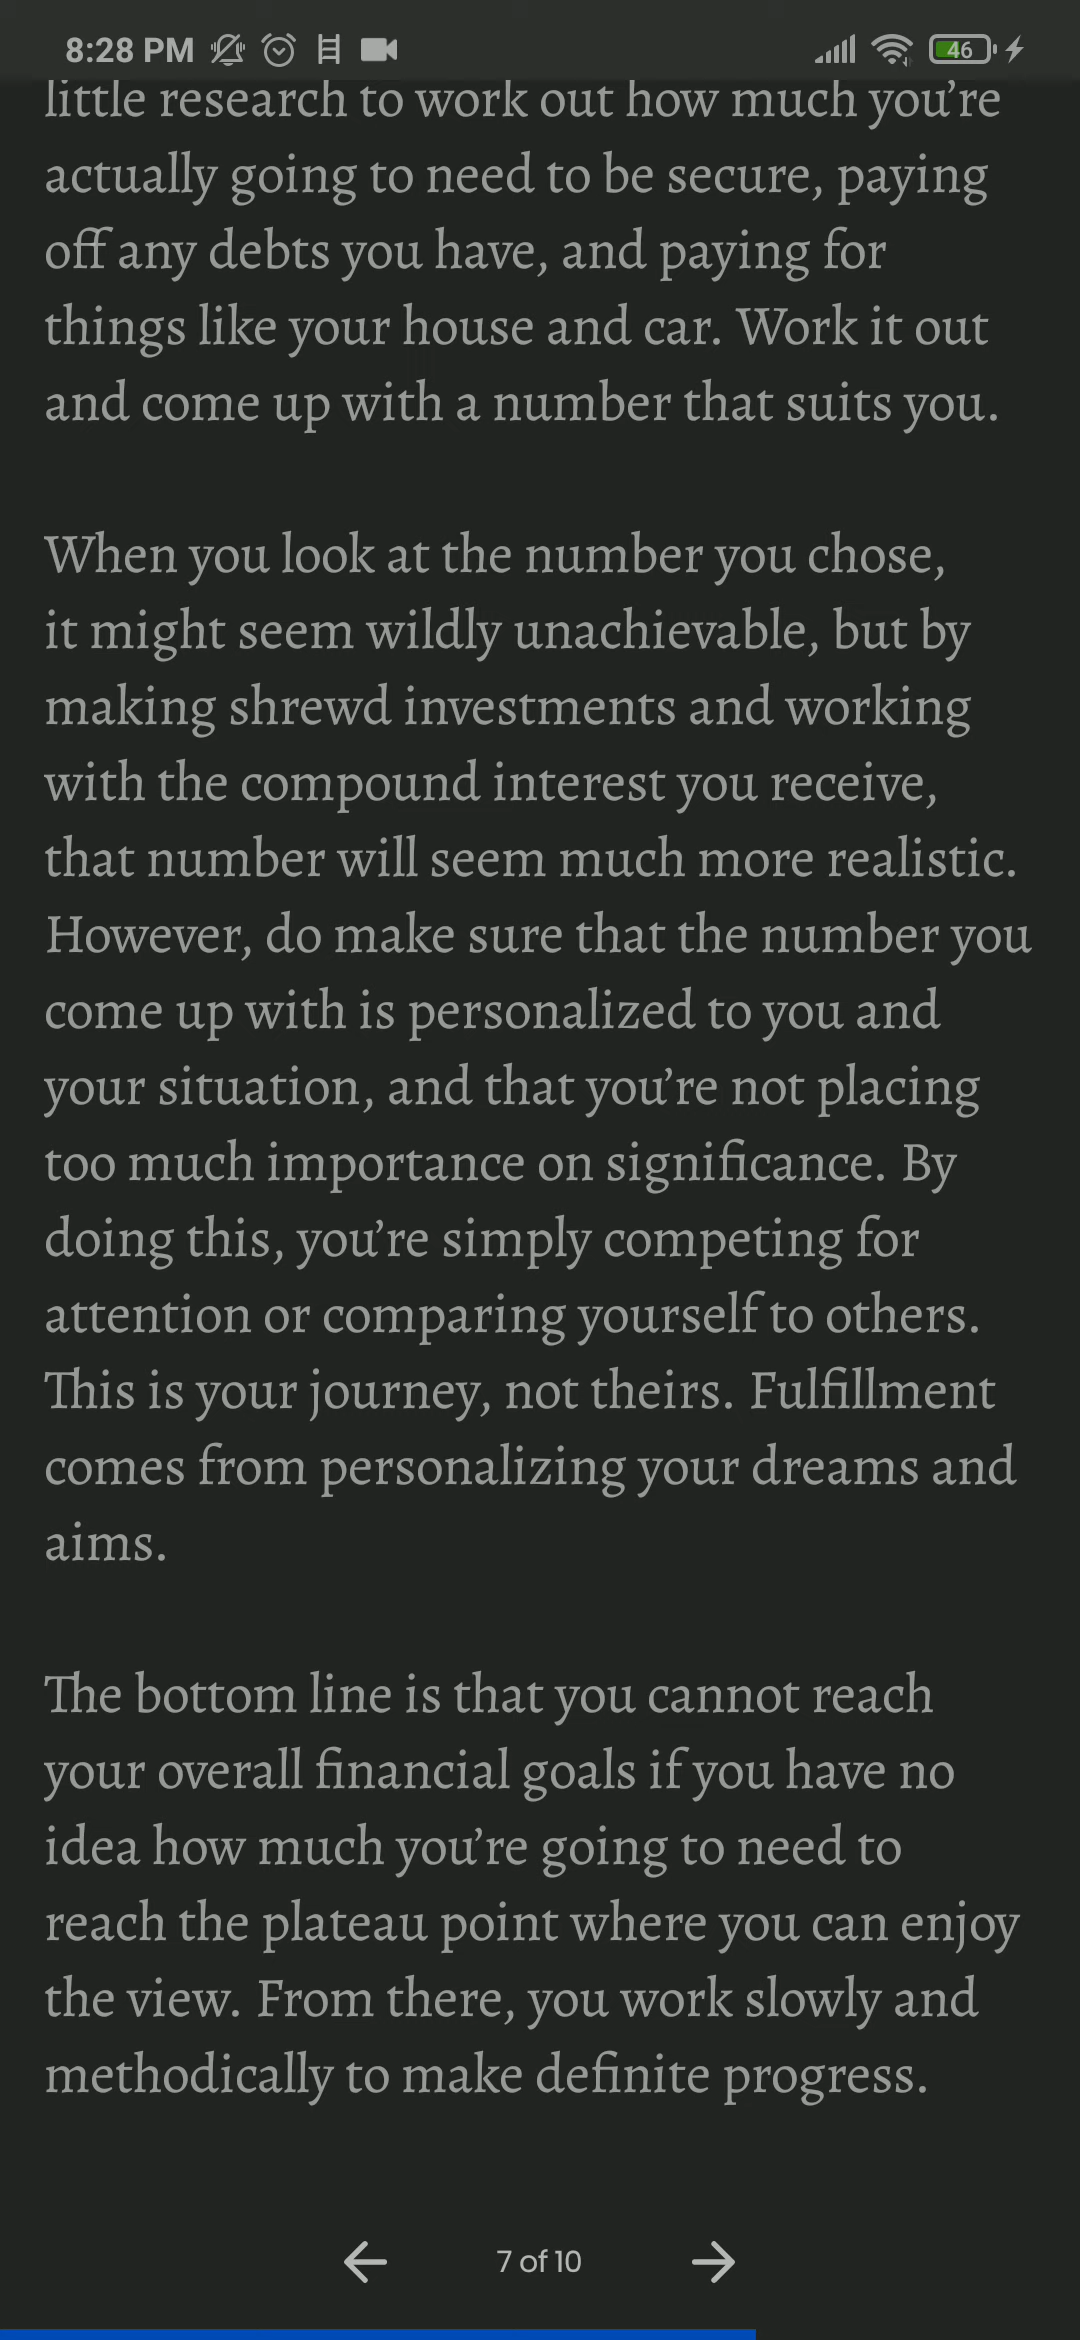 8:28 PM
46
little research to work out how much you’re
actually going to need to be secure, paying
off any debts you have, and paying for
things like your house and car. Work it out
and come up with a number that suits you.
When you look at the number you chose,
it might seem wildly unachievable, but by
making shrewd investments and working
with the compound interest you receive,
that number will seem much more realistic.
However, do make sure that the number you
come up with is personalized to you and
your situation, and that you’re not placing
too much importance on significance. By
doing this, you’re simply competing for
attention or comparing yourself to others.
This is your journey, not theirs. Fulfillment
comes from personalizing your dreams and
aims.
The bottom line is that you cannot reach
your overall financial goals if you have no
idea how much you’re going to need to
reach the plateau point where you can enjoy
the view. From there, you work slowly and
methodically to make definite progress.
7 of 10